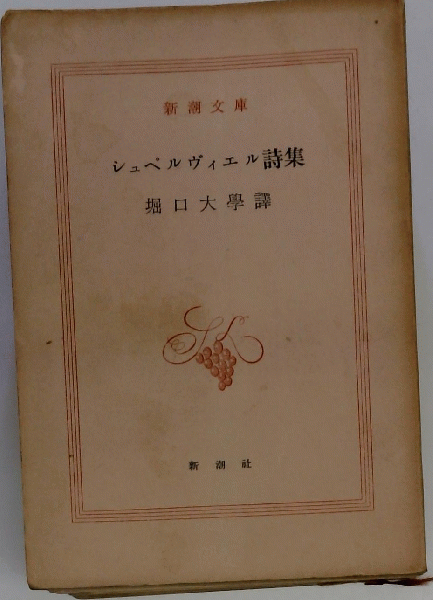 新潮文庫
シュペルヴィエル詩集
堀口大學譯
新潮社